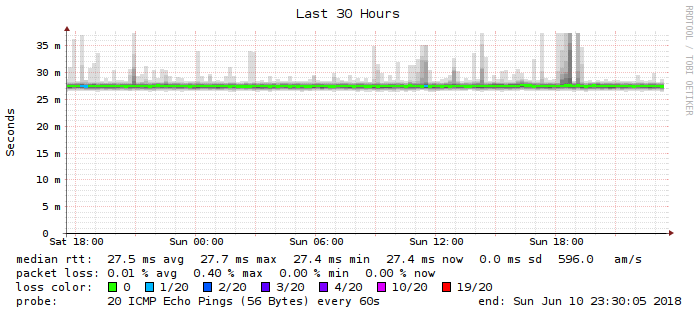 Last 30 Hours
RRDTOOL / TOBI OETIKER
Seconds
35 m
30 m
25 m
20 m
15 m
10 m
5 m
0
Sat 18:00 Sun 00:00 Sun 06:00 Sun 12:00 Sun 18:00
median rtt: 27.5 ms avg 27.7 ms max 27.4 ms min 27.4 ms now 0.0 ms sd 596.0 am/s
packet loss: 0.01 % avg 0.40 % max 0.00 % min 0.00 % now
loss color: 0 1/20 2/20 3/20 4/20 10/20 19/20
probe: 20 ICMP Echo Pings (56 Bytes) every 60s end: Sun Jun 10 23:30:05 2018